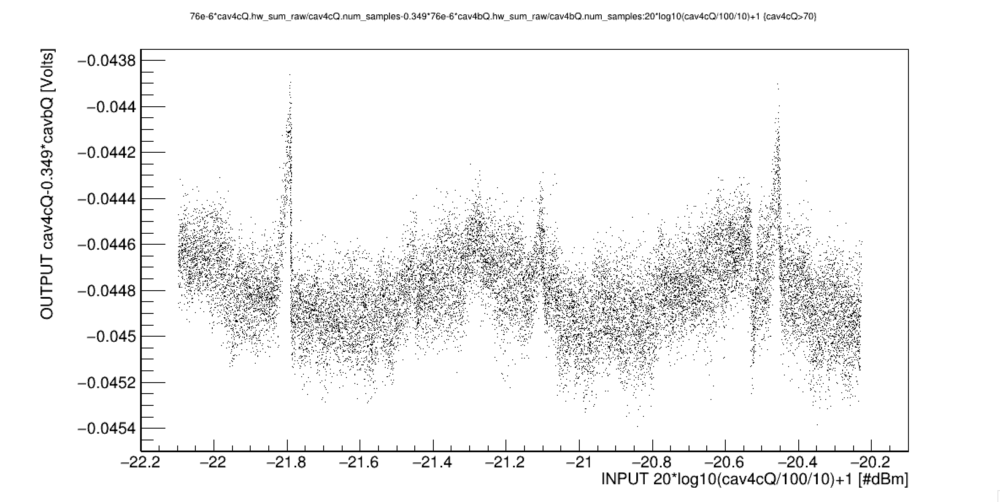 76e-6*cav4cQ.hw_sum_raw/cav4cQ.num_samples-0.349*76e-6*cav4bQ.hw_sum_raw/cav4bQ.num_samples:20*log10(cav4cQ/100/10)+1 {cav4cQ>70}
OUTPUT cav4cQ-0.349*cavbQ [Volts]
−0.0438
−0.044
−0.0442
−0.0444
−0.0446
−0.0448
−0.045
−0.0452
−0.0454
−22.2 −22 −21.8 −21.6 −21.4 −21.2 −21 −20.8 −20.6 −20.4 −20.2
INPUT 20*log10(cav4cQ/100/10)+1 [#dBm]